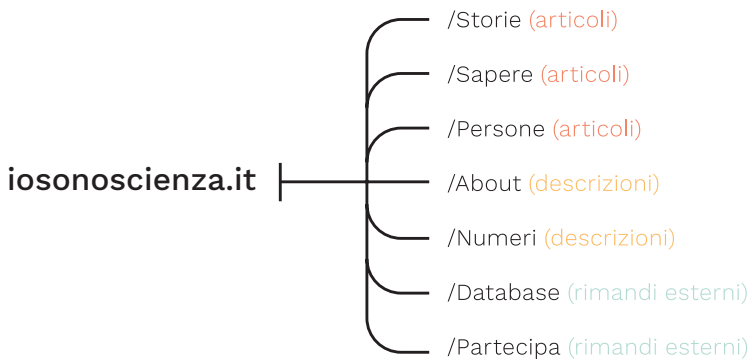 /Storie (articoli)
/Sapere (articoli)
/Persone (articoli)
iosonoscienza.it
/About (descrizioni)
/Numeri (descrizioni)
/Database (rimandi esterni)
/Partecipa (rimandi esterni)